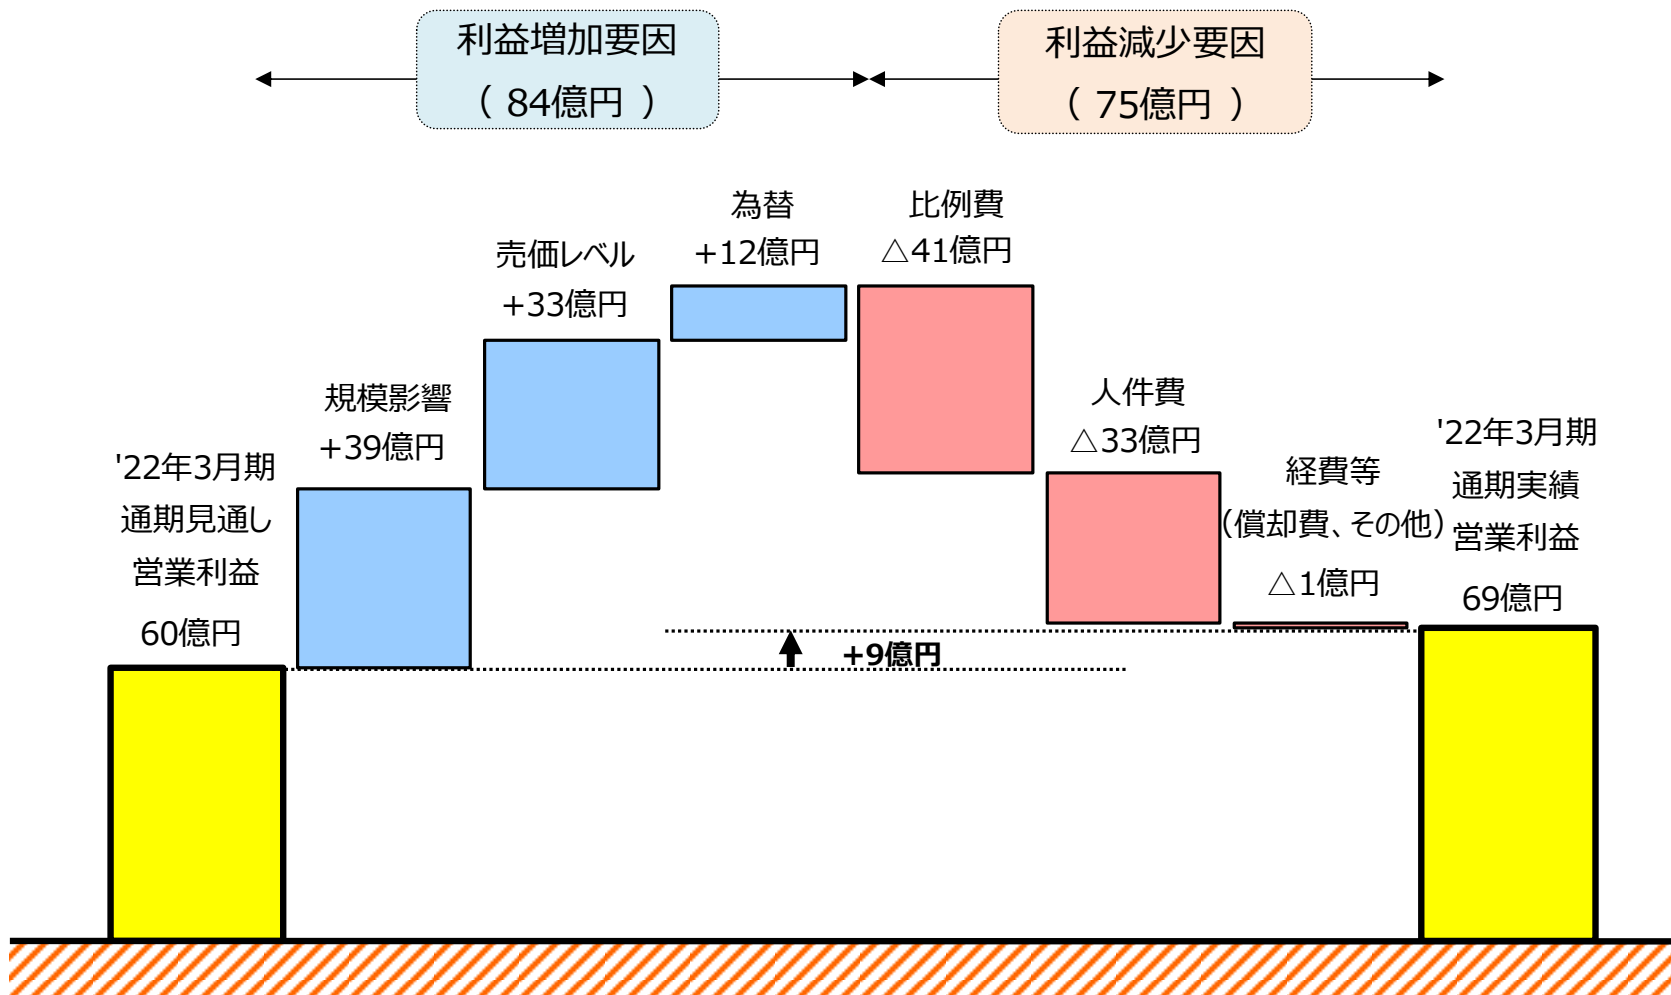 利益増加要因
（ 84億円 ）
利益減少要因
（ 75億円 ）
為替
+12億円
比例費
△41億円
売価レベル
+33億円
規模影響
+39億円
人件費
△33億円
経費等
（償却費、その他）
△1億円
'22年3月期
通期見通し
営業利益
60億円
'22年3月期
通期実績
営業利益
69億円
+9億円